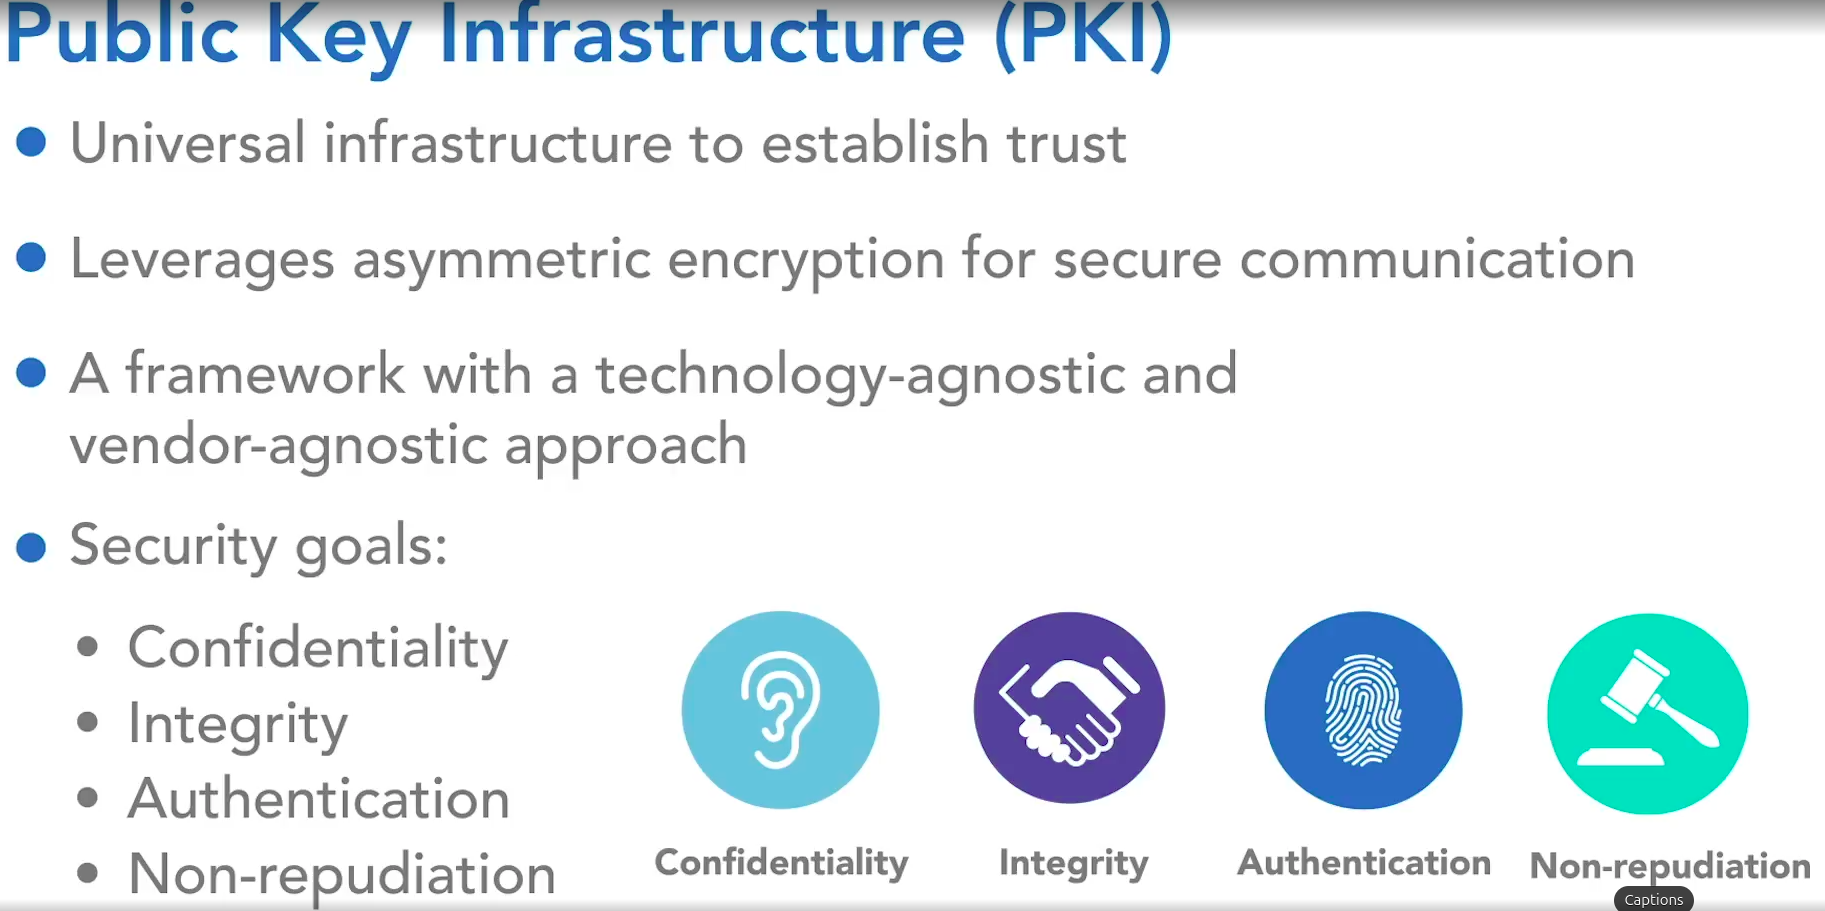 Public Key Infrastructure (PKI)
Universal infrastructure to establish trust
Leverages asymmetric encryption for secure communication
A framework with a technology-agnostic and
vendor-agnostic approach
Security goals:
Confidentiality
Integrity
Authentication
Non-repudiation
Confidentiality
Integrity
Authentication
Non-repudiation
Captions